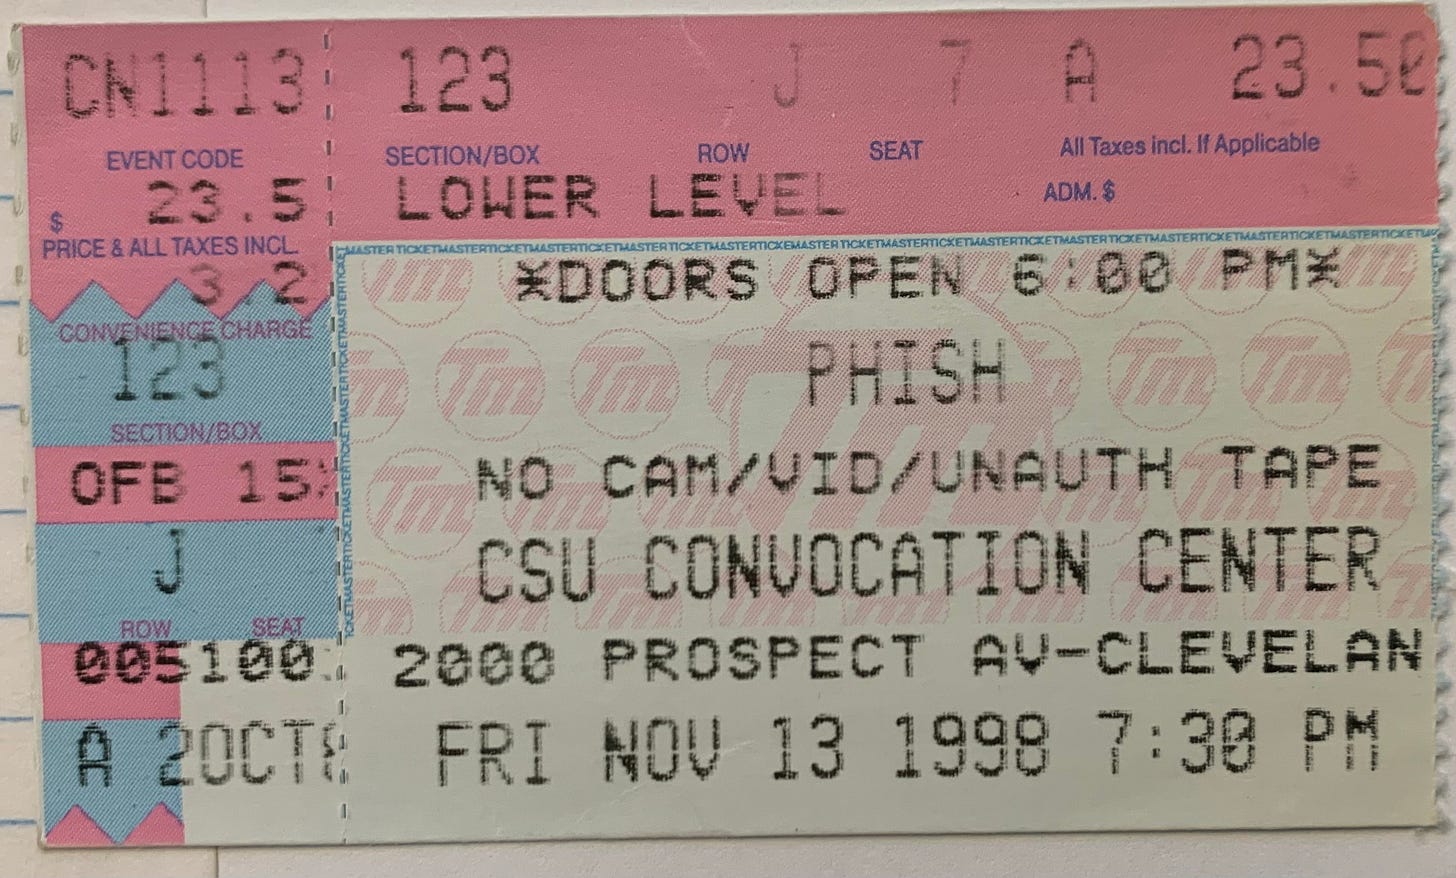 CN1113
EVENT CODE
$ 23.5
PRICE & ALL TAXES INCL.
3.2
CONVENIENCE CHARGE
123
SECTION/BOX
OFB 15
J
ROW SEAT
005100
A 2OCT
123 J 7 A 23.50
SECTION/BOX ROW SEAT All Taxes incl. If Applicable
LOWER LEVEL ADM. $
*DOORS OPEN 6:00 PM*
PHISH
NO CAM/VID/UNAUTH TAPE
CSU CONVOCATION CENTER
2000 PROSPECT AV-CLEVELAN
FRI NOV 13 1998 7:30 PM